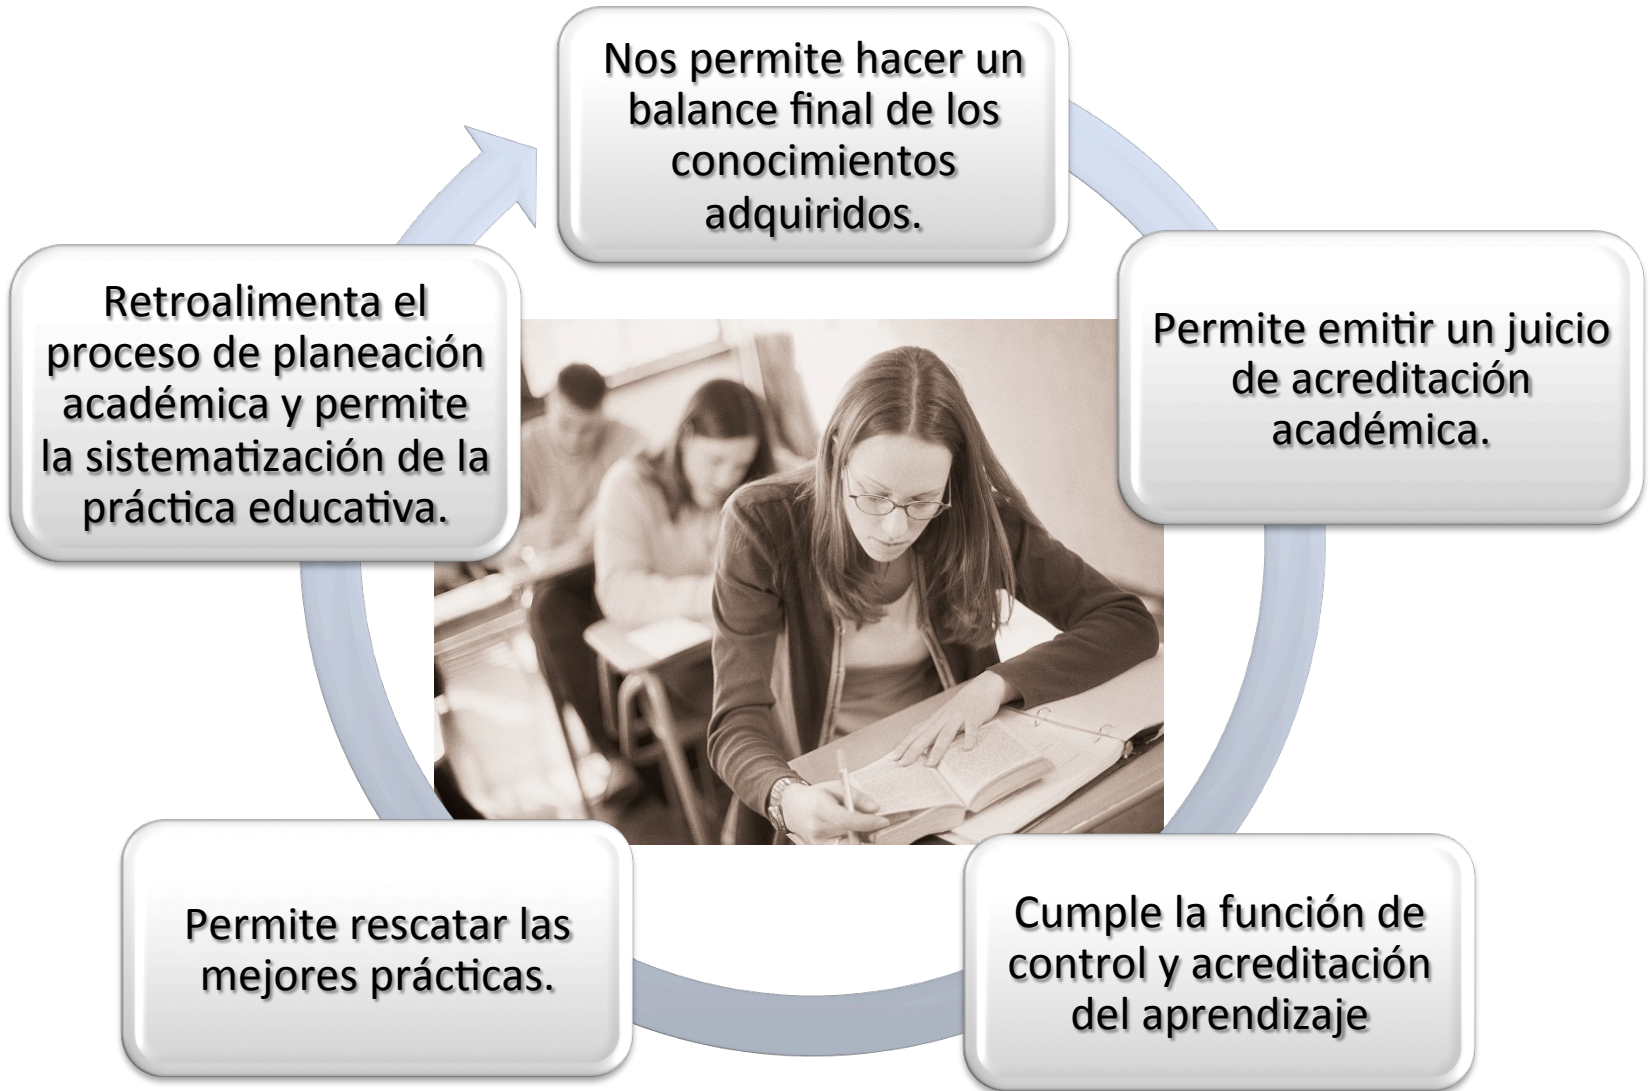 Nos permite hacer un
balance final de los
conocimientos
adquiridos.
Permite emitir un juicio
de acreditación
académica.
Cumple la función de
control y acreditación
del aprendizaje
Permite rescatar las
mejores prácticas.
Retroalimenta el
proceso de planeación
académica y permite
la sistematización de la
práctica educativa.